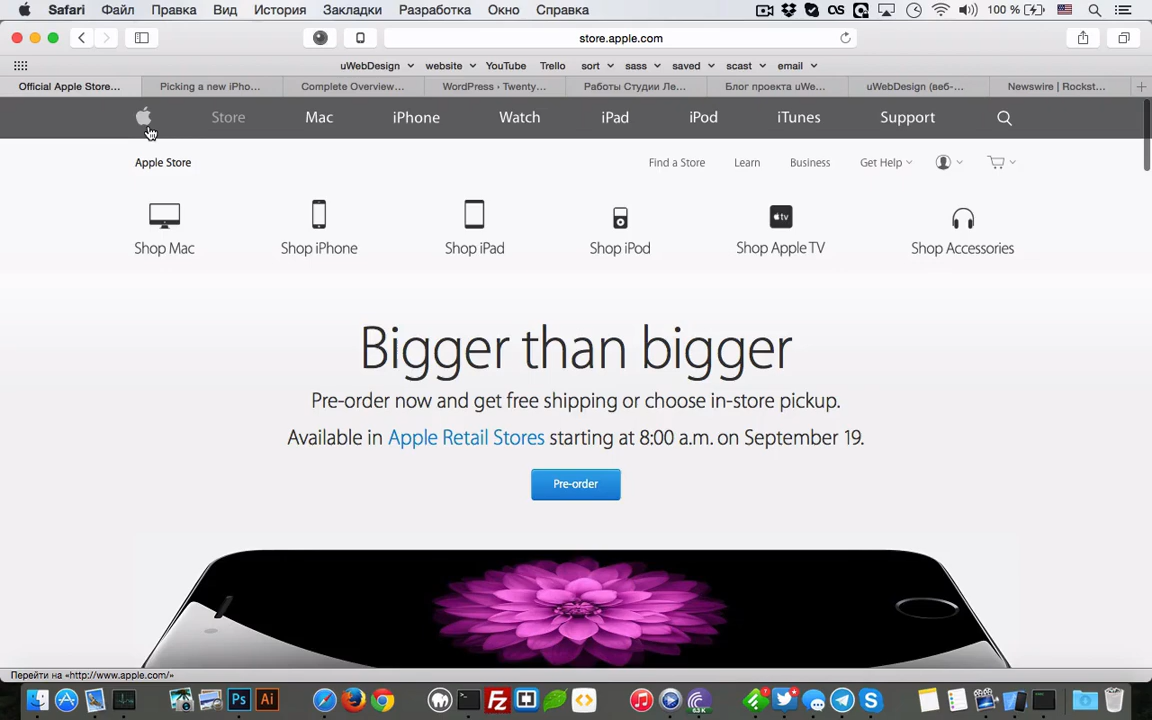 Safari Файл Правка Вид История Закладки Разработка Окно Справка 100 %
store.apple.com
uWebDesign website YouTube Trello sort sass saved scast email
Official Apple Store... Picking a new iPho... Complete Overview... WordPress › Twenty... Работы Студии Ле... Блог проекта uWe... uWebDesign (веб-... Newswire | Rockst...
Store Mac iPhone Watch iPad iPod iTunes Support
Apple Store Find a Store Learn Business Get Help
Shop Mac Shop iPhone Shop iPad Shop iPod Shop Apple TV Shop Accessories
Bigger than bigger
Pre-order now and get free shipping or choose in-store pickup.
Available in Apple Retail Stores starting at 8:00 a.m. on September 19.
Pre-order
Перейти на «http://www.apple.com/»